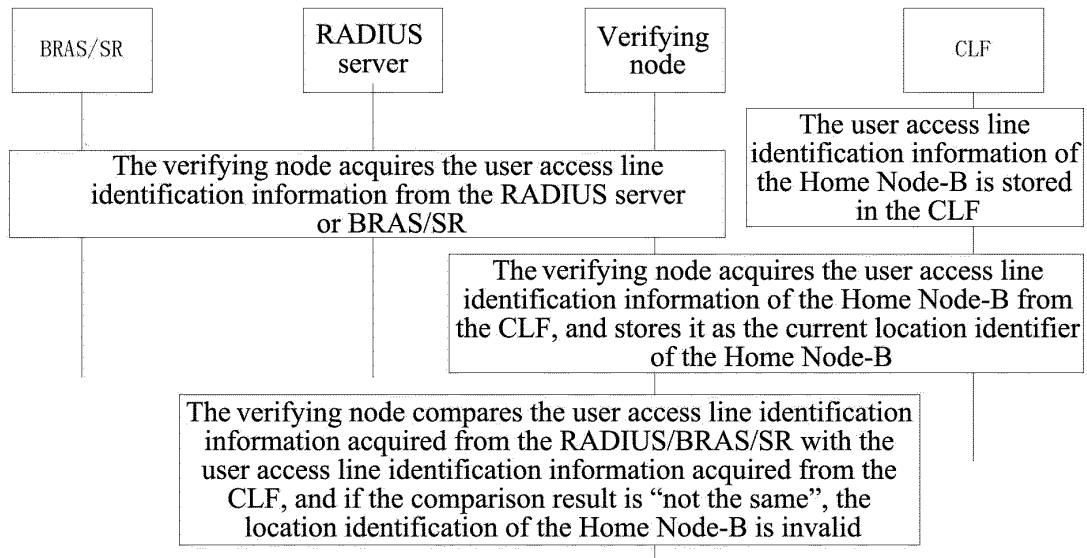 BRAS/SR
RADIUS
server
Verifying
node
CLF
The user access line
identification information of
the Home Node-B is stored
in the CLF
The verifying node acquires the user access line
identification information from the RADIUS server
or BRAS/SR
The verifying node acquires the user access line
identification information of the Home Node-B from
the CLF, and stores it as the current location identifier
of the Home Node-B
The verifying node compares the user access line identification
information acquired from the RADIUS/BRAS/SR with the
user access line identification information acquired from the
CLF, and if the comparison result is “not the same”, the
location identification of the Home Node-B is invalid